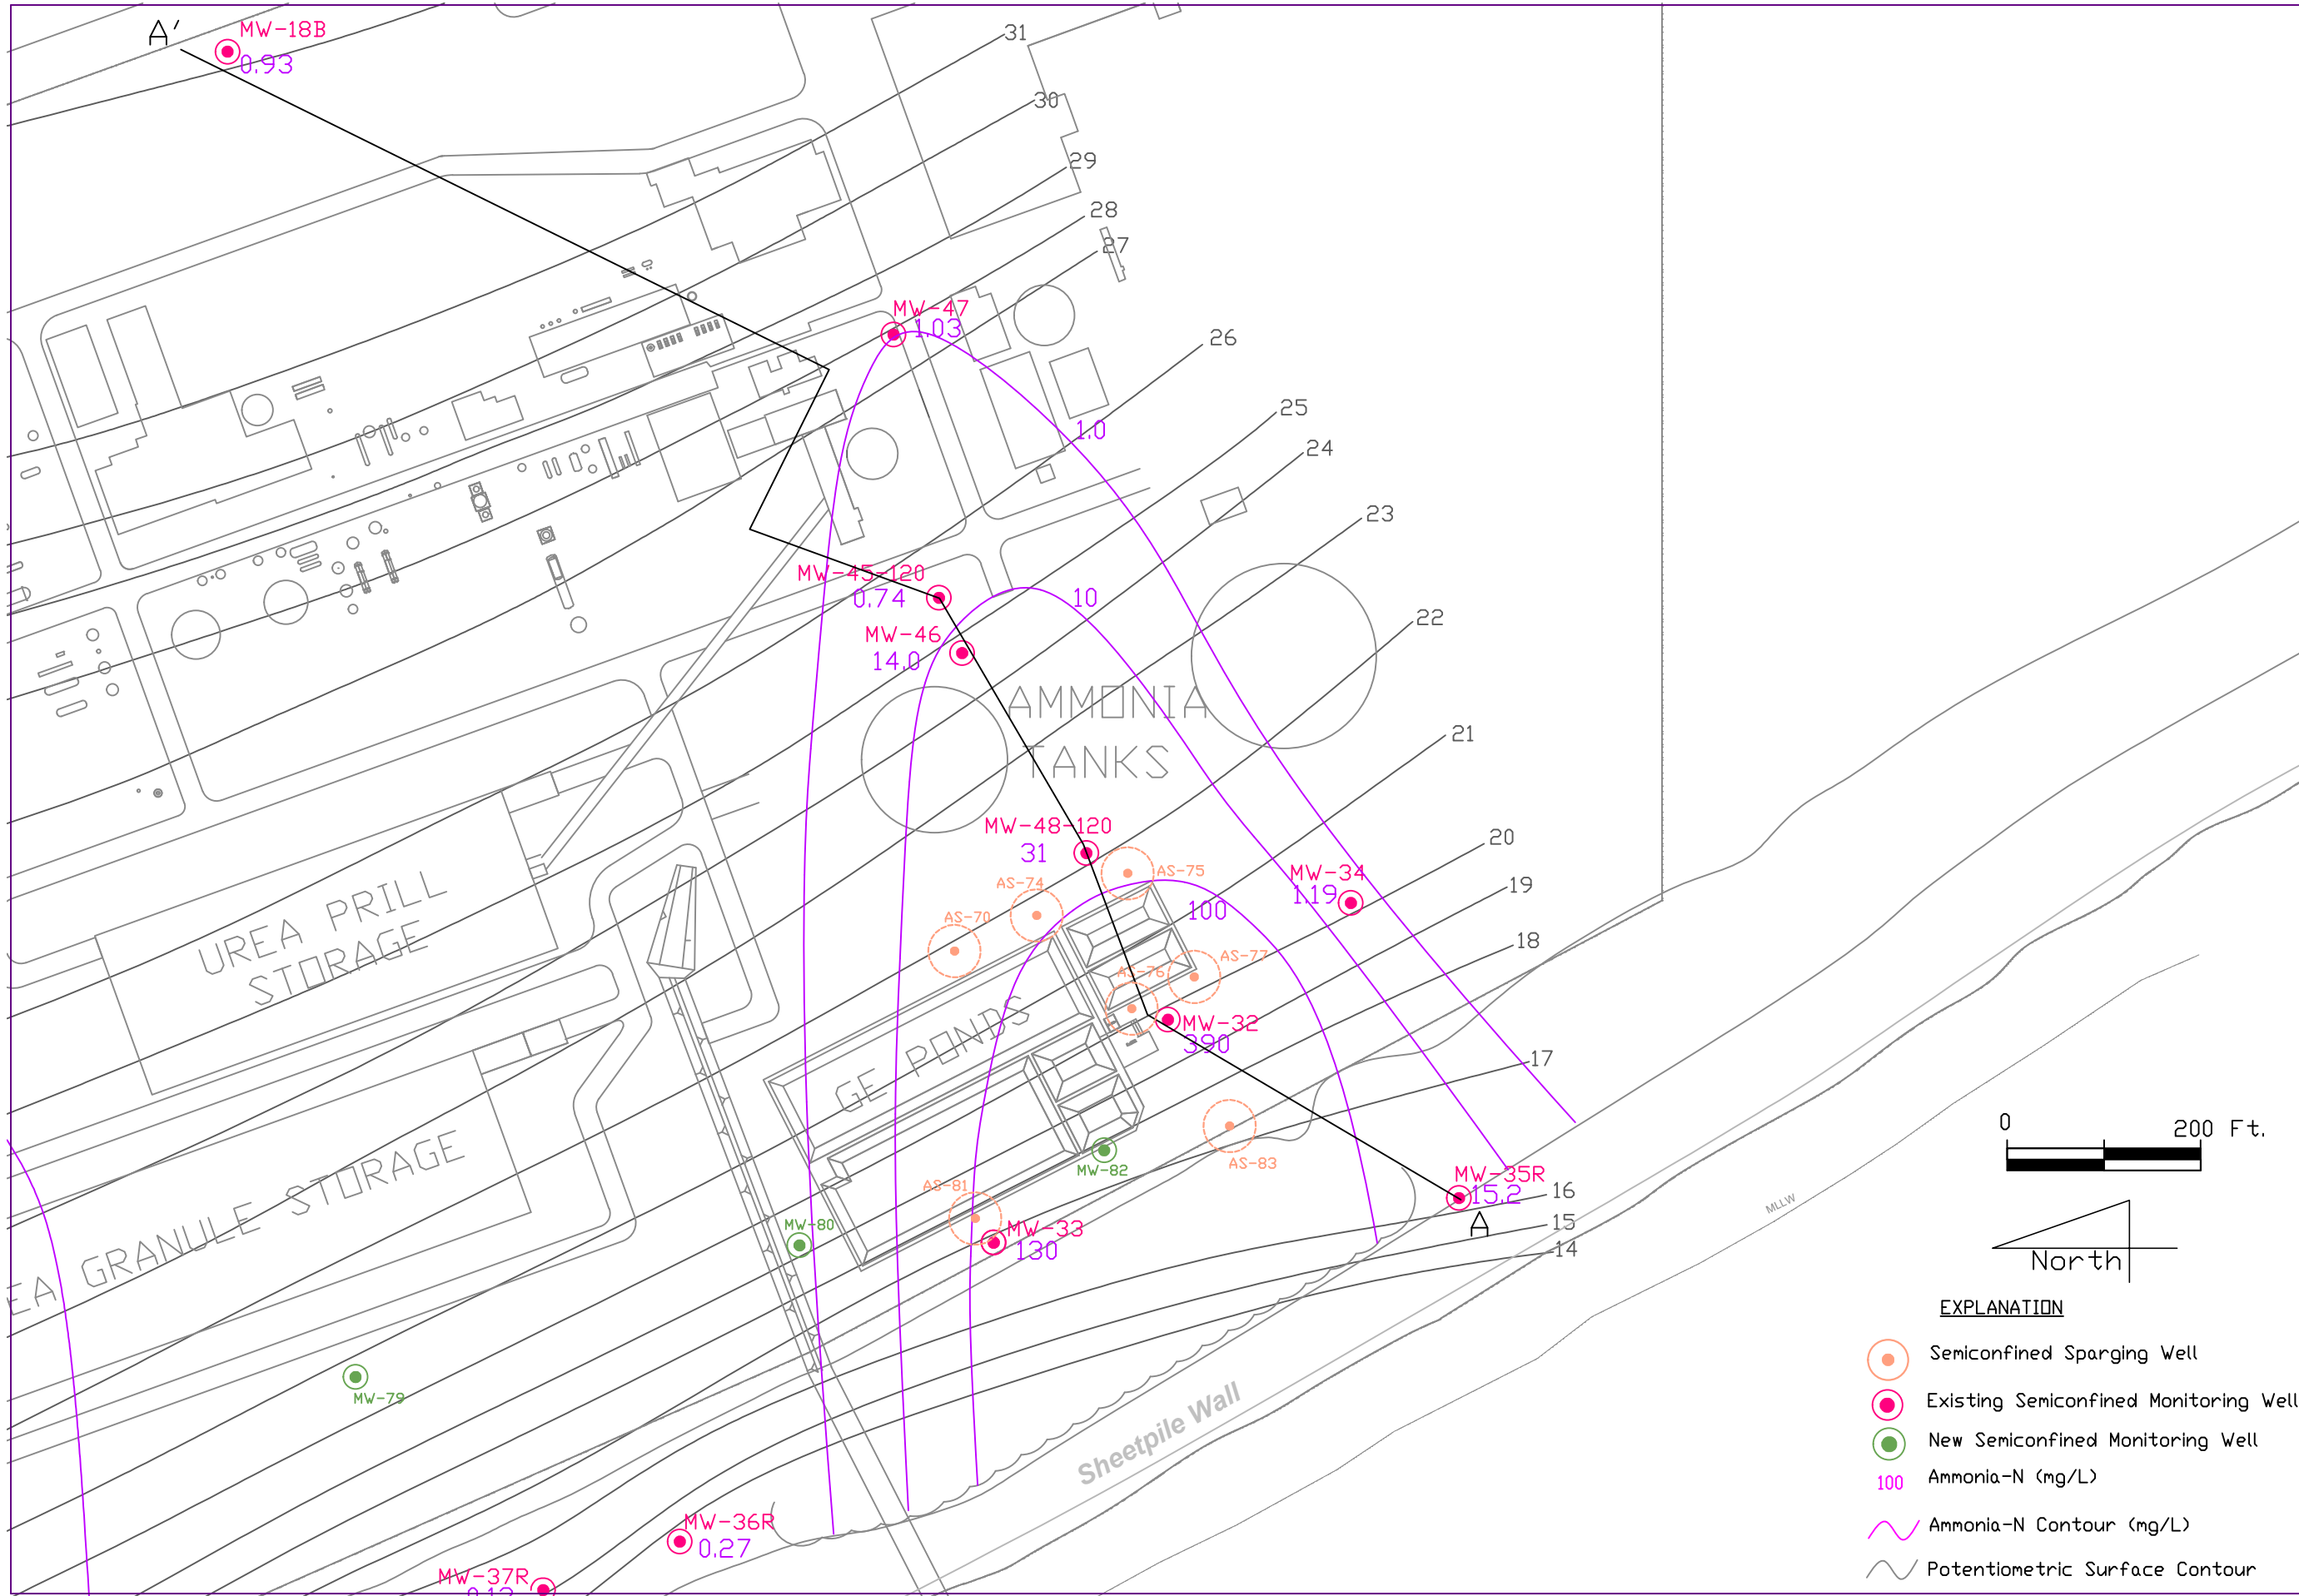 A'
MW-18B
0.93
31
30
29
28
27
MW-47
1.03
26
1.0
25
24
23
MW-45-120
0.74
10
22
MW-46
14.0
AMMONIA
TANKS
21
MW-48-120
31
20
AS-75
AS-74
MW-34
1.19
19
UREA PRILL
STORAGE
AS-70
100
18
AS-77
AS-76
MW-32
390
GE PONDS
17
0
200 Ft.
AS-83
MW-82
MW-35R
15.2
16
A
MLLW
EA GRANULE STORAGE
AS-81
MW-80
MW-33
130
15
14
North
EXPLANATION
Semiconfined Sparging Well
MW-79
Existing Semiconfined Monitoring Well
Sheetpile Wall
New Semiconfined Monitoring Well
100 Ammonia-N (mg/L)
MW-36R
0.27
Ammonia-N Contour (mg/L)
Potentiometric Surface Contour
MW-37R